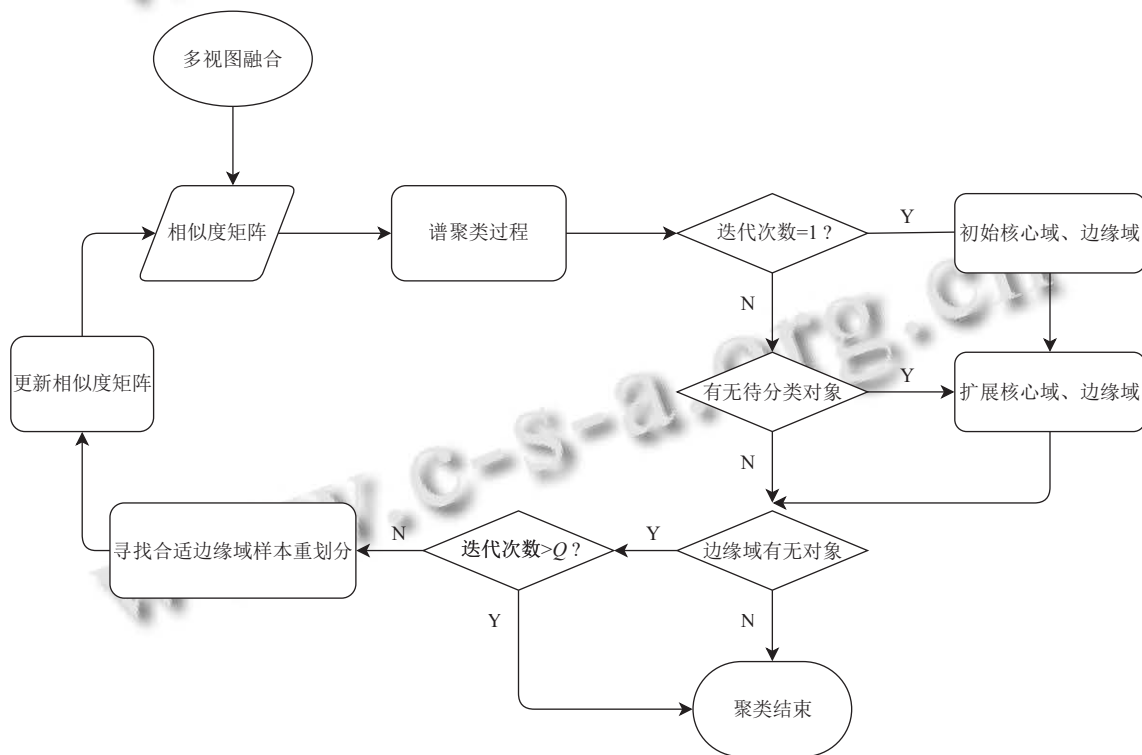 多视图融合
相似度矩阵
谱聚类过程
迭代次数=1？
Y
初始核心域、边缘域
N
更新相似度矩阵
有无待分类对象
Y
扩展核心域、边缘域
N
寻找合适边缘域样本重划分
N
迭代次数>Q？
Y
边缘域有无对象
Y
N
聚类结束
www.c-s-a.org.cn